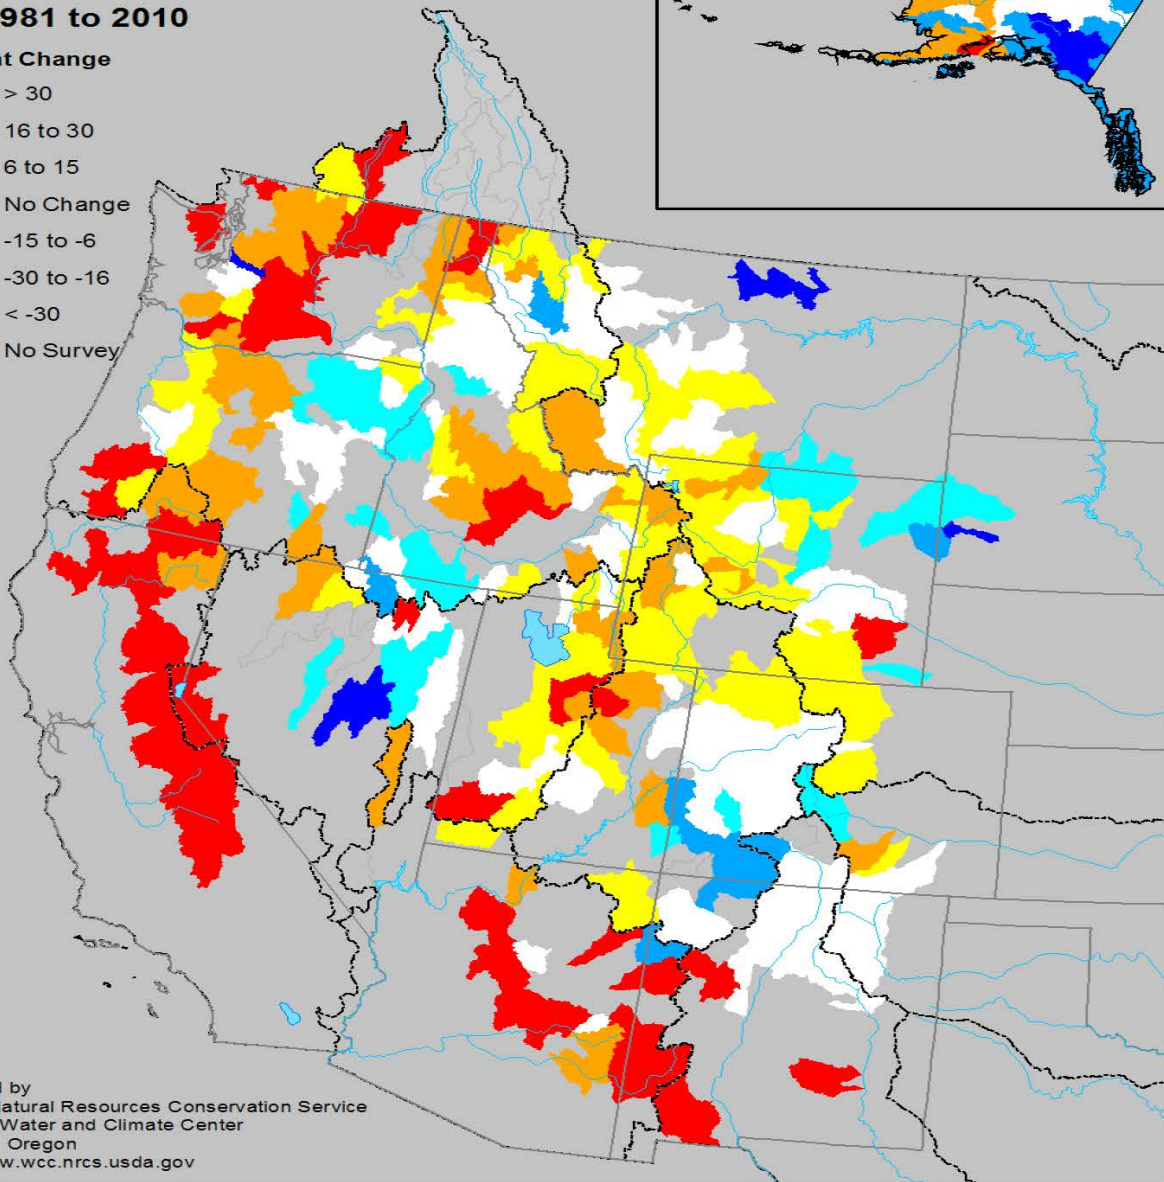 981 to 2010
t Change
> 30
16 to 30
6 to 15
No Change
-15 to -6
-30 to -16
< -30
No Survey
d by
atural Resources Conservation Service
Water and Climate Center
Oregon
w.wcc.nrcs.usda.gov